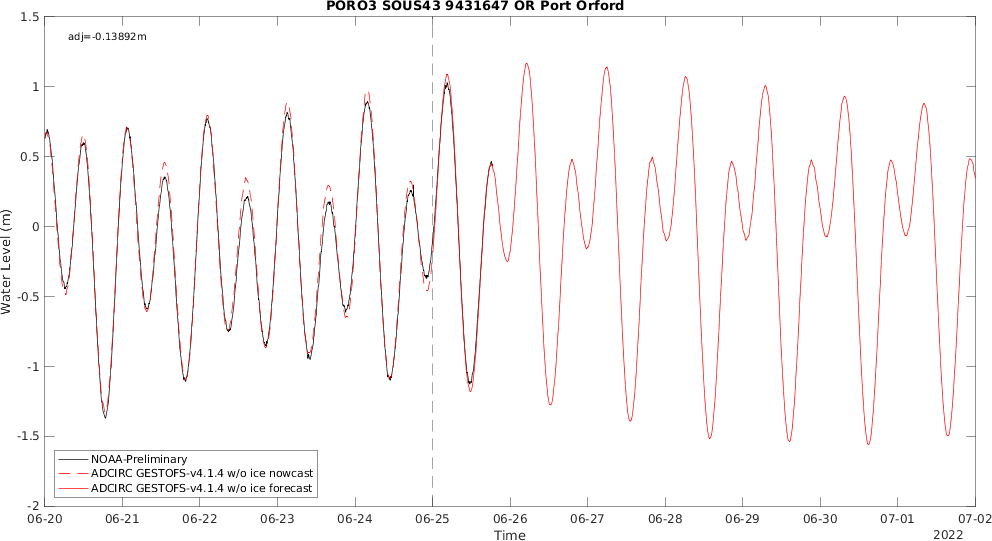 PORO3 SOUS43 9431647 OR Port Orford
adj=-0.13892m
Water Level (m)
1.5
1
0.5
0
-0.5
-1
-1.5
-2
NOAA-Preliminary
ADCIRC GESTOFS-v4.1.4 w/o ice nowcast
ADCIRC GESTOFS-v4.1.4 w/o ice forecast
06-20 06-21 06-22 06-23 06-24 06-25 06-26 06-27 06-28 06-29 06-30 07-01 07-02
Time
2022